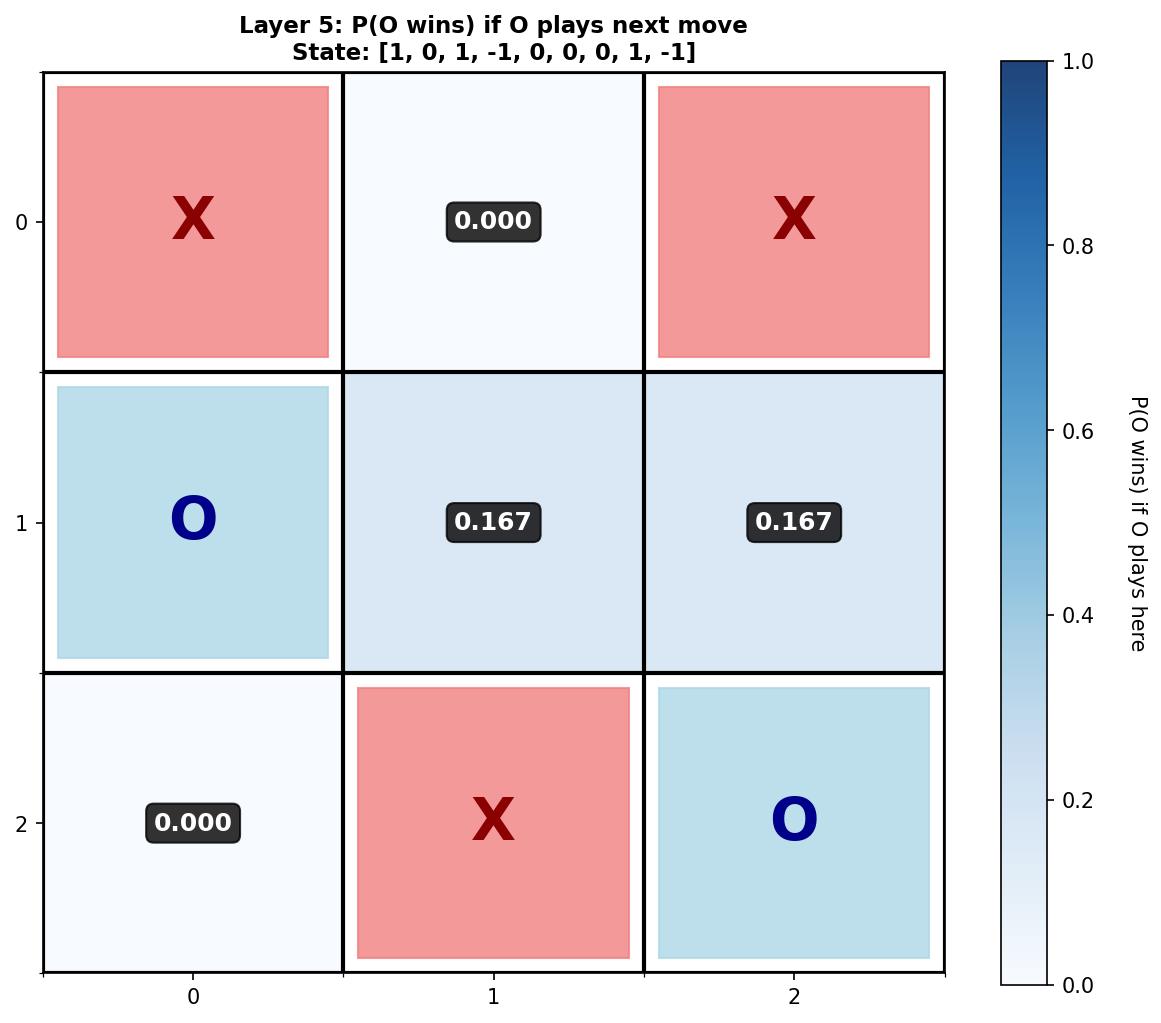 Layer 5: P(O wins) if O plays next move
State: [1, 0, 1, -1, 0, 0, 0, 1, -1]
X
0.000
X
O
0.167
0.167
0.000
X
O
0
1
2
0
1
2
1.0
0.8
0.6
0.4
0.2
0.0
P(O wins) if O plays here